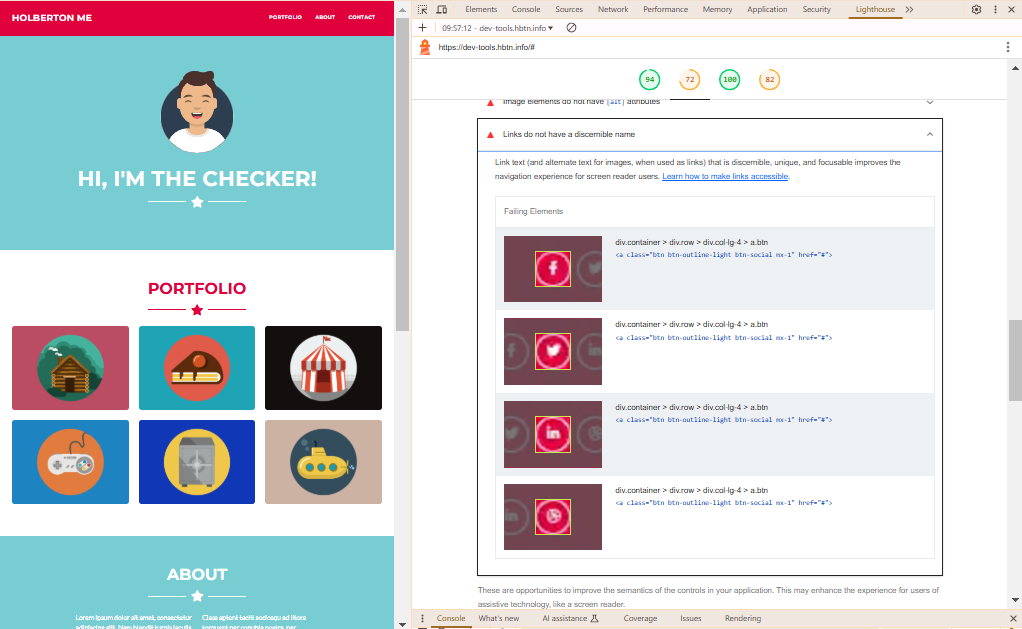 HOLBERTON ME
PORTFOLIO ABOUT CONTACT
HI, I'M THE CHECKER!
PORTFOLIO
ABOUT
Lorem ipsum dolor sit amet, consectetur
adipiscing elit. Nam blandit iaculis
Class aptent taciti sociosqu ad litora
torquent per conubia nostra, per
Elements Console Sources Network Performance Memory Application Security Lighthouse
09:57:12 - dev-tools.hbtn.info
https://dev-tools.hbtn.info/#
94 72 100 82
Image elements do not have [alt] attributes
Links do not have a discernible name
Link text (and alternate text for images, when used as links) that is discernible, unique, and focusable improves the
navigation experience for screen reader users. Learn how to make links accessible.
Failing Elements
div.container > div.row > div.col-lg-4 > a.btn
<a class="btn btn-outline-light btn-social mx-1" href="#">
div.container > div.row > div.col-lg-4 > a.btn
<a class="btn btn-outline-light btn-social mx-1" href="#">
div.container > div.row > div.col-lg-4 > a.btn
<a class="btn btn-outline-light btn-social mx-1" href="#">
div.container > div.row > div.col-lg-4 > a.btn
<a class="btn btn-outline-light btn-social mx-1" href="#">
These are opportunities to improve the semantics of the controls in your application. This may enhance the experience for users of
assistive technology, like a screen reader.
Console What's new AI assistance Coverage Issues Rendering